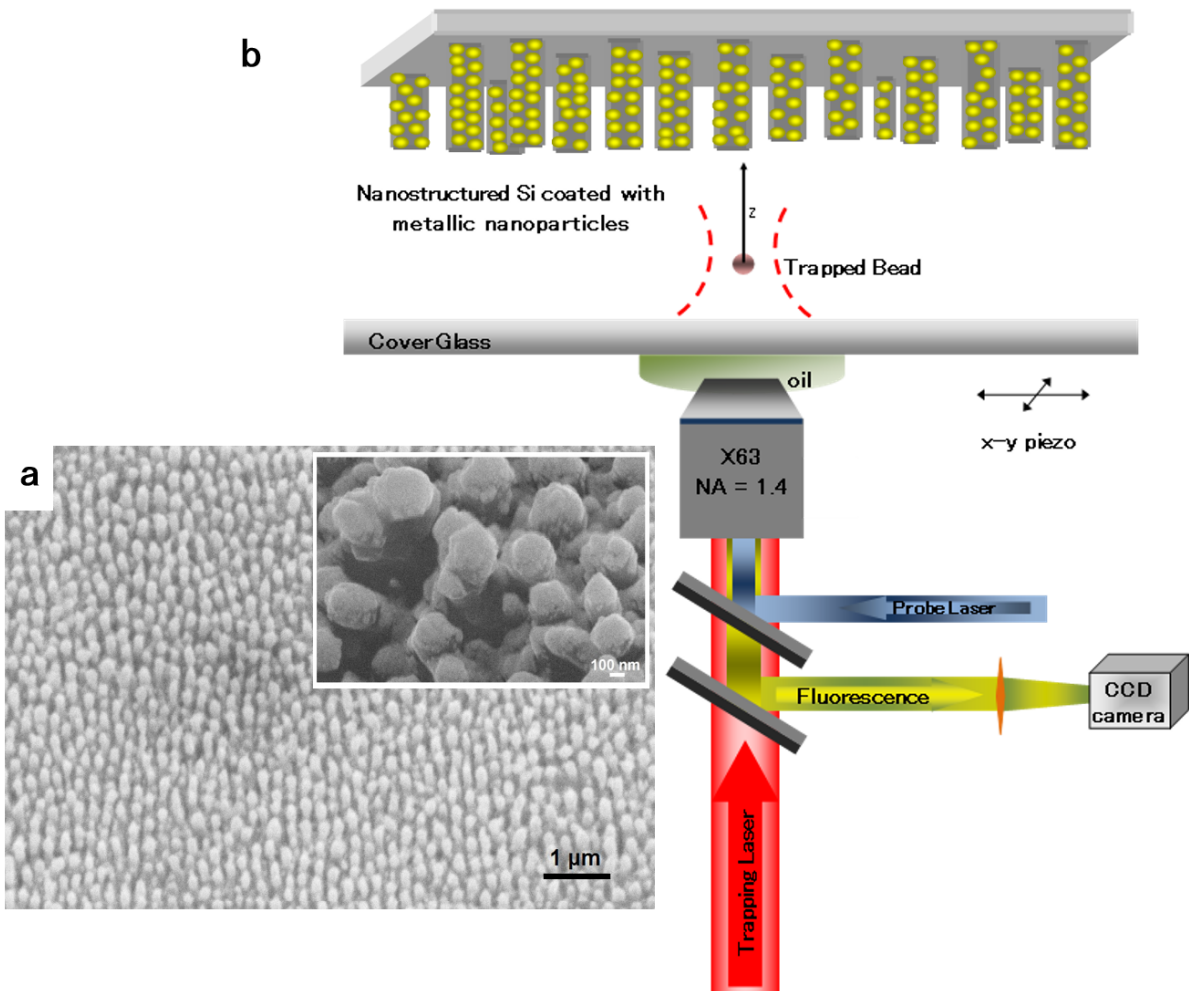 b
Nanostructured Si coated with
metallic nanoparticles
z
Trapped Bead
Cover Glass
oil
x-y piezo
X63
NA = 1.4
a
100 nm
1 µm
Probe Laser
Fluorescence
CCD
camera
Trapping Laser